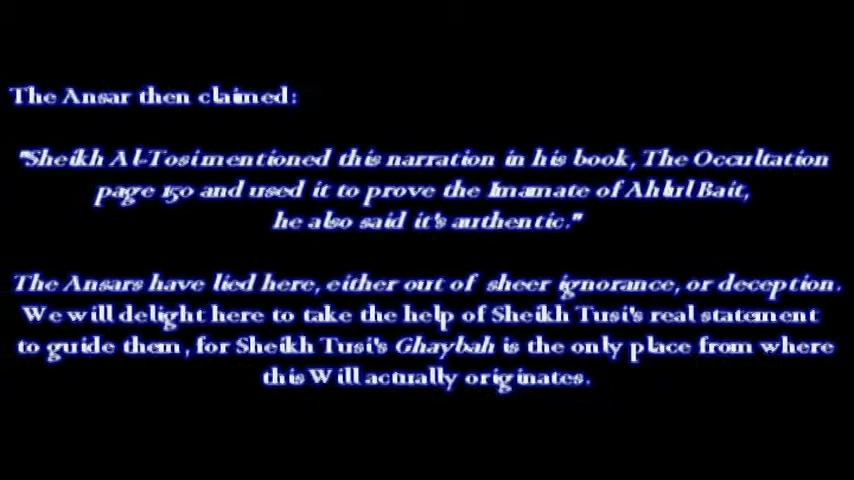 The Ansar then claimed:
"Sheikh Al-Tosi mentioned this narration in his book, The Occultation
page 150 and used it to prove the Imamate of Ahlul Bait,
he also said it's authentic."
The Ansars have lied here, either out of sheer ignorance, or deception.
We will delight here to take the help of Sheikh Tusi's real statement
to guide them, for Sheikh Tusi's Ghaybah is the only place from where
this Will actually originates.